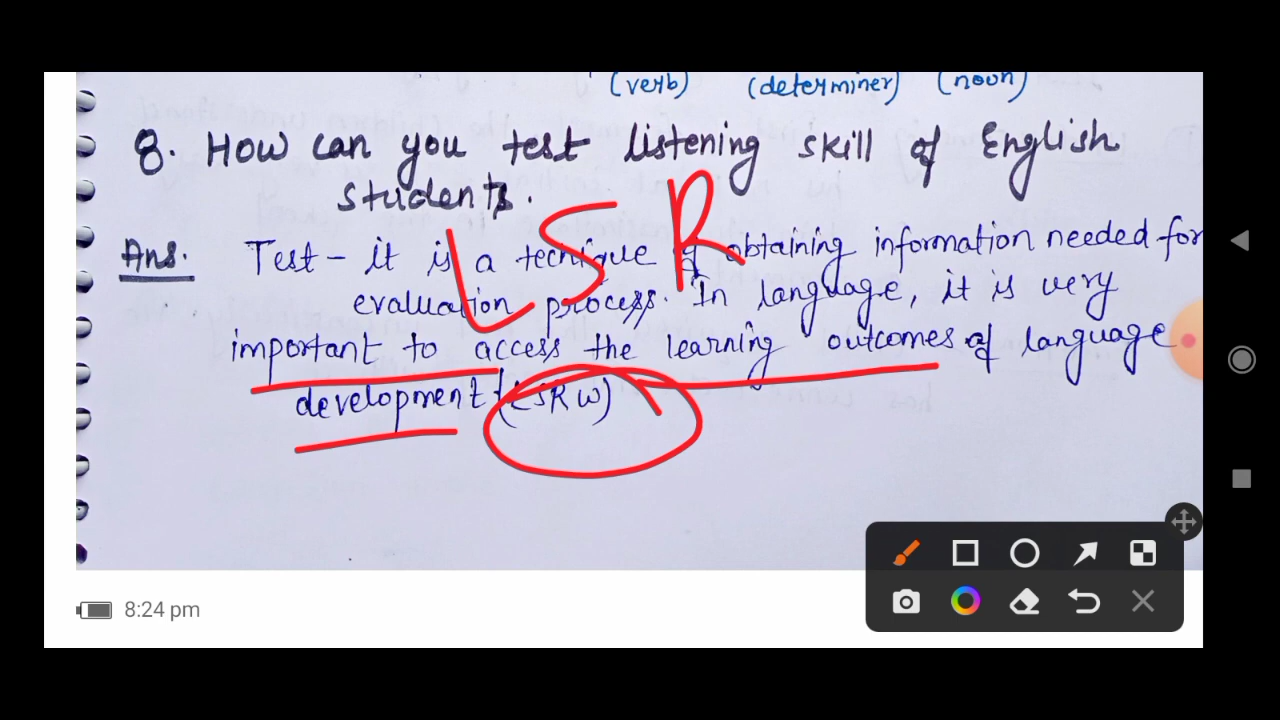 (verb) (determiner) (noun)
8. How can you test listening skill of English
students.
Ans. Test - it is a tecnique of obtaining information needed for
evaluation process. In language, it is very
important to access the learning outcomes of language
development (LSRW)
L S R
8:24 pm